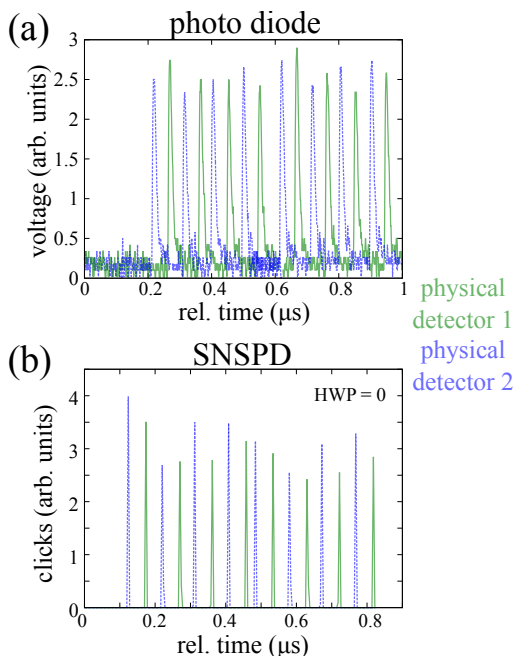 (a) photo diode
voltage (arb. units)
3
2.5
2
1.5
1
0.5
0
0 0.2 0.4 0.6 0.8 1
rel. time (μs)
physical
detector 1
physical
detector 2
(b) SNSPD
HWP = 0
clicks (arb. units)
4
3
2
1
0
0 0.2 0.4 0.6 0.8
rel. time (μs)